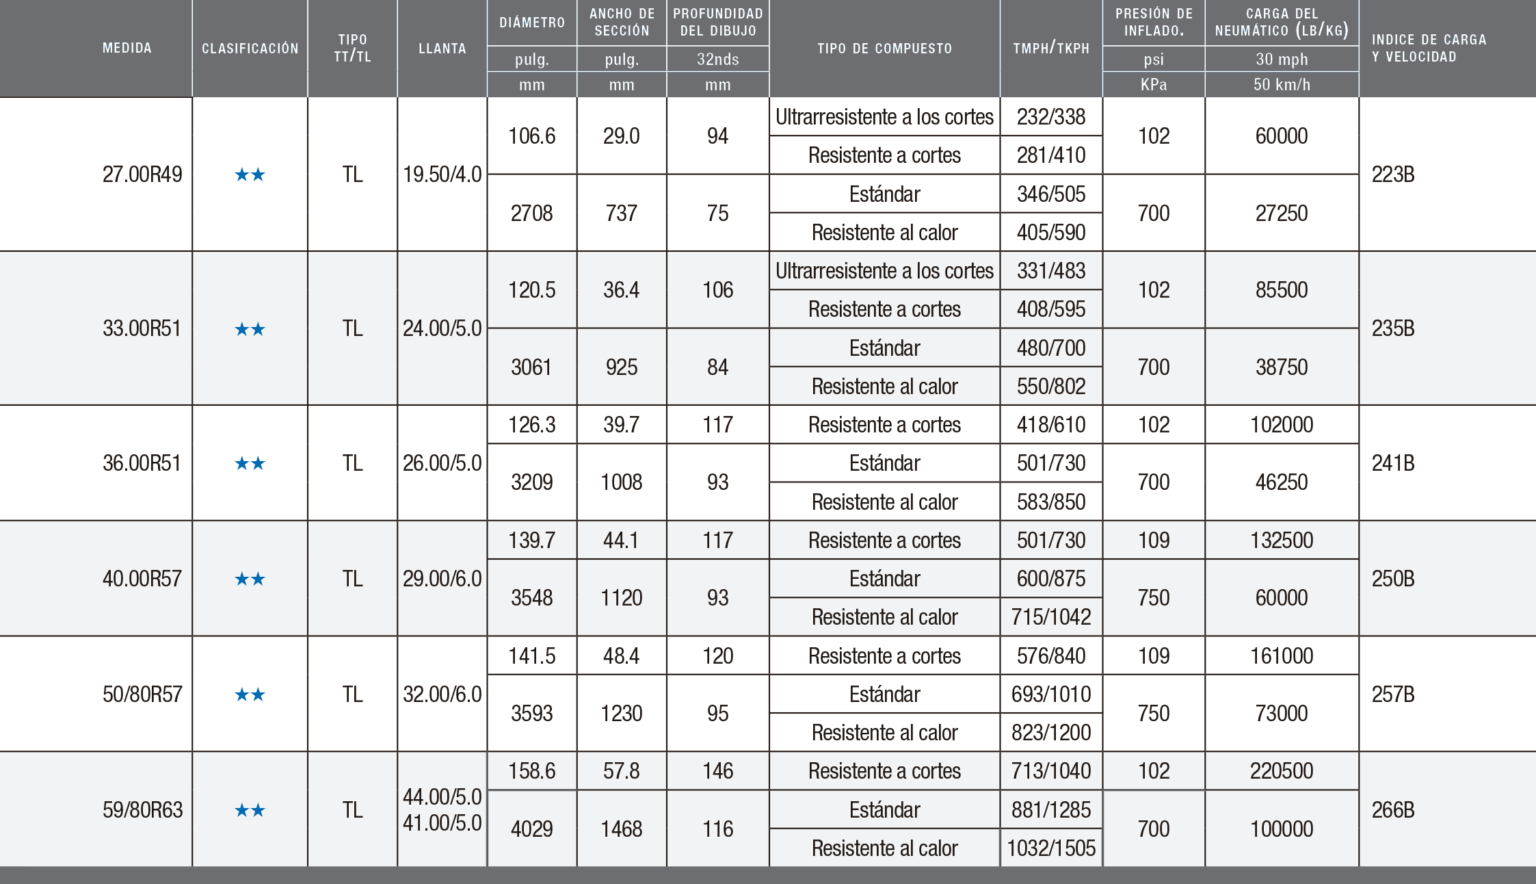 MEDIDA
CLASIFICACIÓN
TIPO
TT/TL
LLANTA
DIÁMETRO
pulg.
mm
ANCHO DE
SECCIÓN
pulg.
mm
PROFUNDIDAD
DEL DIBUJO
32nds
mm
TIPO DE COMPUESTO
TMPH/TKPH
PRESIÓN DE
INFLADO.
psi
KPa
CARGA DEL
NEUMÁTICO (LB/KG)
30 mph
50 km/h
INDICE DE CARGA
Y VELOCIDAD
27.00R49 ★★ TL 19.50/4.0
106.6 29.0 94
2708 737 75
Ultrarresistente a los cortes 232/338
Resistente a cortes 281/410
Estándar 346/505
Resistente al calor 405/590
102 60000
700 27250
223B
33.00R51 ★★ TL 24.00/5.0
120.5 36.4 106
3061 925 84
Ultrarresistente a los cortes 331/483
Resistente a cortes 408/595
Estándar 480/700
Resistente al calor 550/802
102 85500
700 38750
235B
36.00R51 ★★ TL 26.00/5.0
126.3 39.7 117
3209 1008 93
Resistente a cortes 418/610
Estándar 501/730
Resistente al calor 583/850
102 102000
700 46250
241B
40.00R57 ★★ TL 29.00/6.0
139.7 44.1 117
3548 1120 93
Resistente a cortes 501/730
Estándar 600/875
Resistente al calor 715/1042
109 132500
750 60000
250B
50/80R57 ★★ TL 32.00/6.0
141.5 48.4 120
3593 1230 95
Resistente a cortes 576/840
Estándar 693/1010
Resistente al calor 823/1200
109 161000
750 73000
257B
59/80R63 ★★ TL
44.00/5.0
41.00/5.0
158.6 57.8 146
4029 1468 116
Resistente a cortes 713/1040
Estándar 881/1285
Resistente al calor 1032/1505
102 220500
700 100000
266B